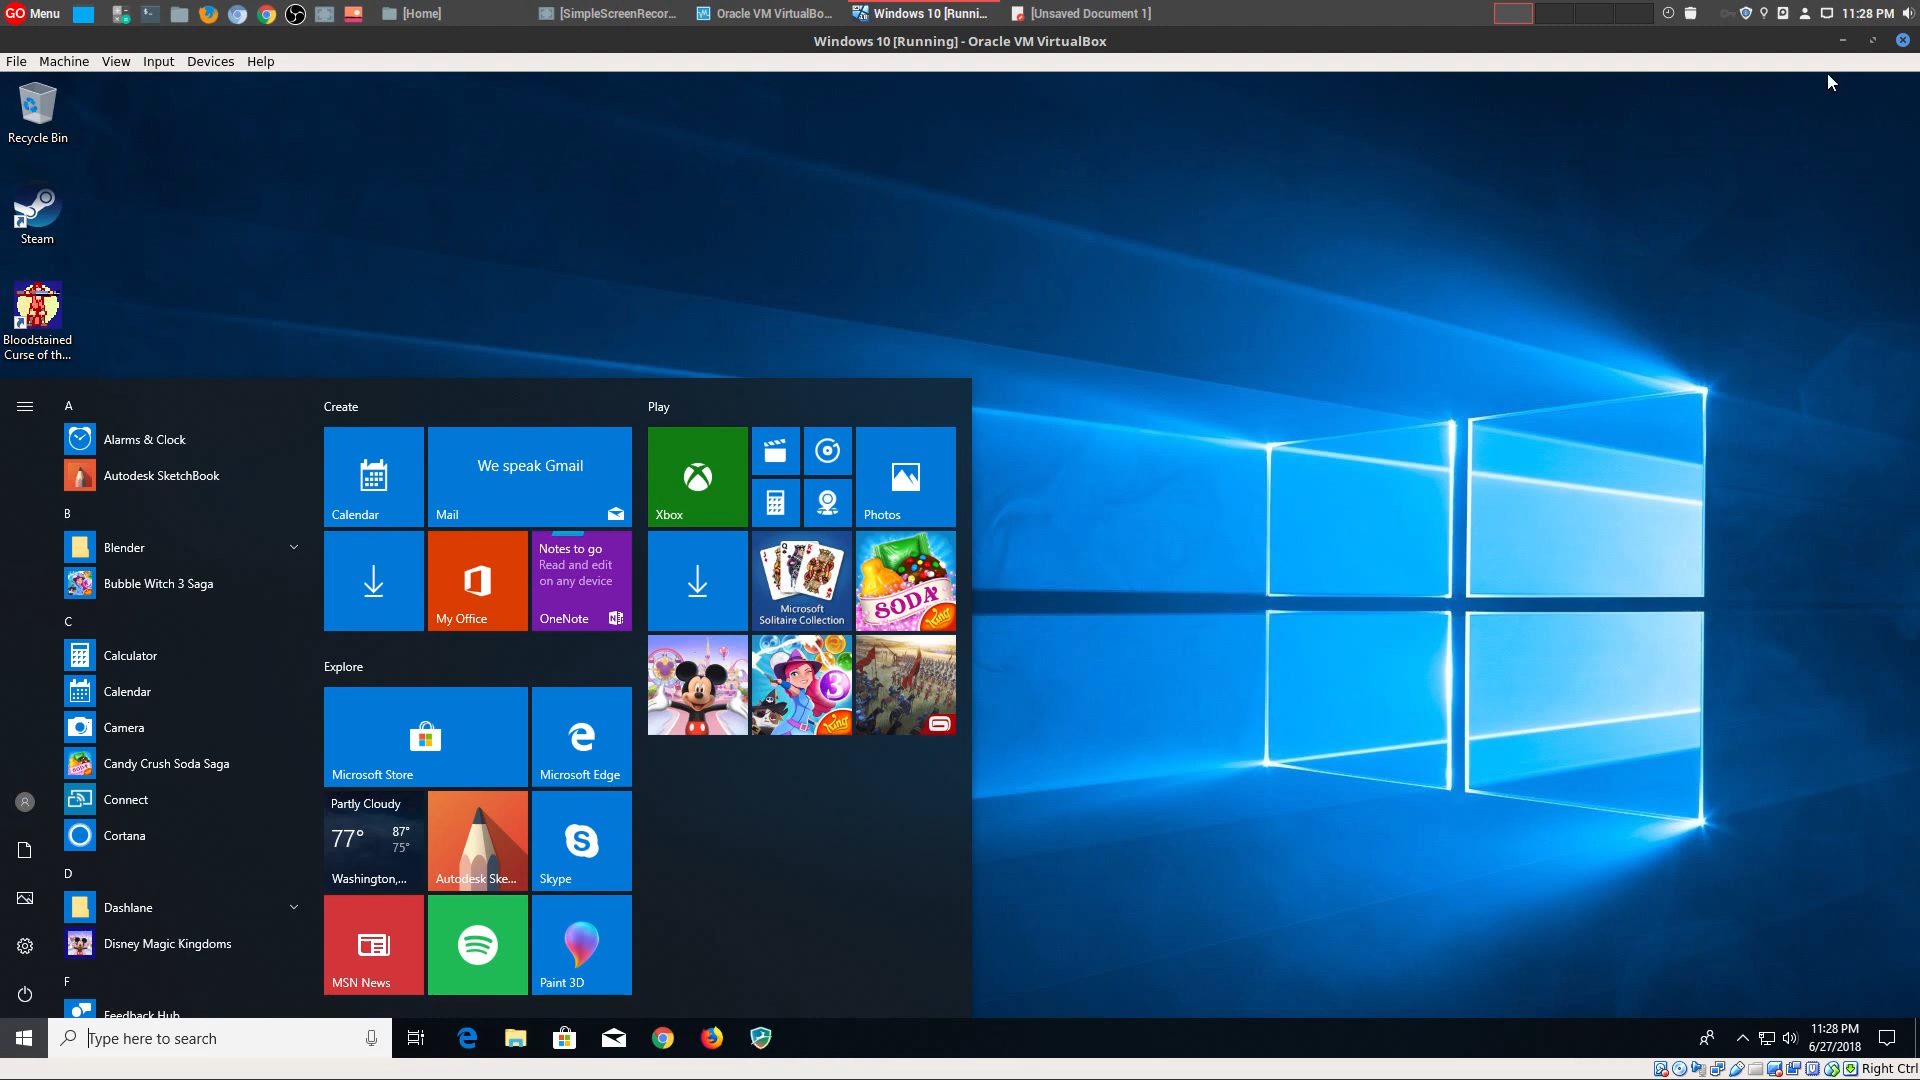 GO Menu
[Home]
[SimpleScreenRecor...
Oracle VM VirtualBo...
Windows 10 [Runni...
[Unsaved Document 1]
11:28 PM
Windows 10 [Running] - Oracle VM VirtualBox
File Machine View Input Devices Help
Recycle Bin
Steam
Bloodstained
Curse of th...
A
Alarms & Clock
Autodesk SketchBook
B
Blender
Bubble Witch 3 Saga
C
Calculator
Calendar
Camera
Candy Crush Soda Saga
Connect
Cortana
D
Dashlane
Disney Magic Kingdoms
F
Feedback Hub
Create
Calendar
We speak Gmail
Mail
My Office
Notes to go
Read and edit
on any device
OneNote
Explore
Microsoft Store
Microsoft Edge
Partly Cloudy
77° 87°
75°
Washington,...
Autodesk Ske...
Skype
MSN News
Paint 3D
Play
Xbox
Photos
Microsoft
Solitaire Collection
SODA
King
3
King
Type here to search
11:28 PM
6/27/2018
Right Ctrl